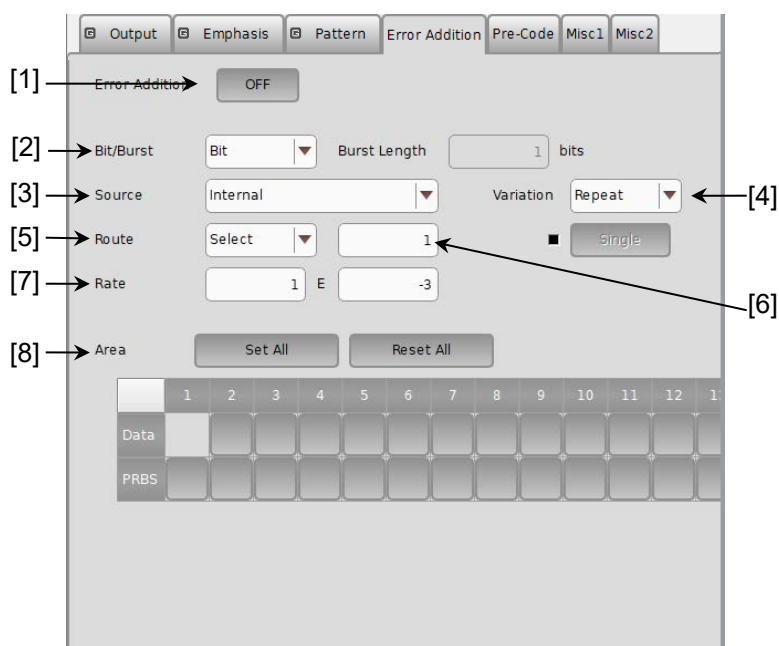 G Output G Emphasis G Pattern Error Addition Pre-Code Misc1 Misc2
[1] Error Addition OFF
[2] Bit/Burst Bit Burst Length 1 bits
[3] Source Internal Variation Repeat [4]
[5] Route Select 1 Single
[6]
[7] Rate 1 E -3
[8] Area Set All Reset All
1 2 3 4 5 6 7 8 9 10 11 12
Data
PRBS